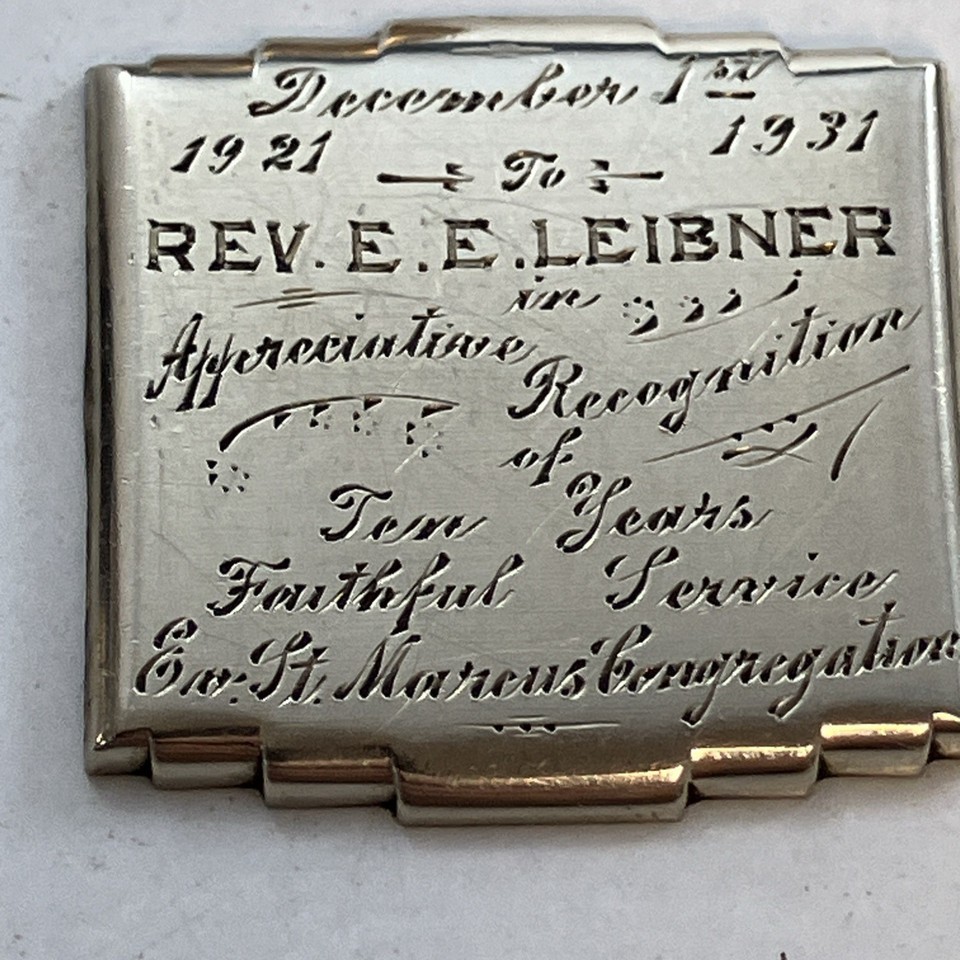 December 1st
1921 1931
To
REV. E. E. LEIBNER
in
Appreciative Recognition
of
Ten Years
Faithful Service
Ev. St. Marcus Congregation